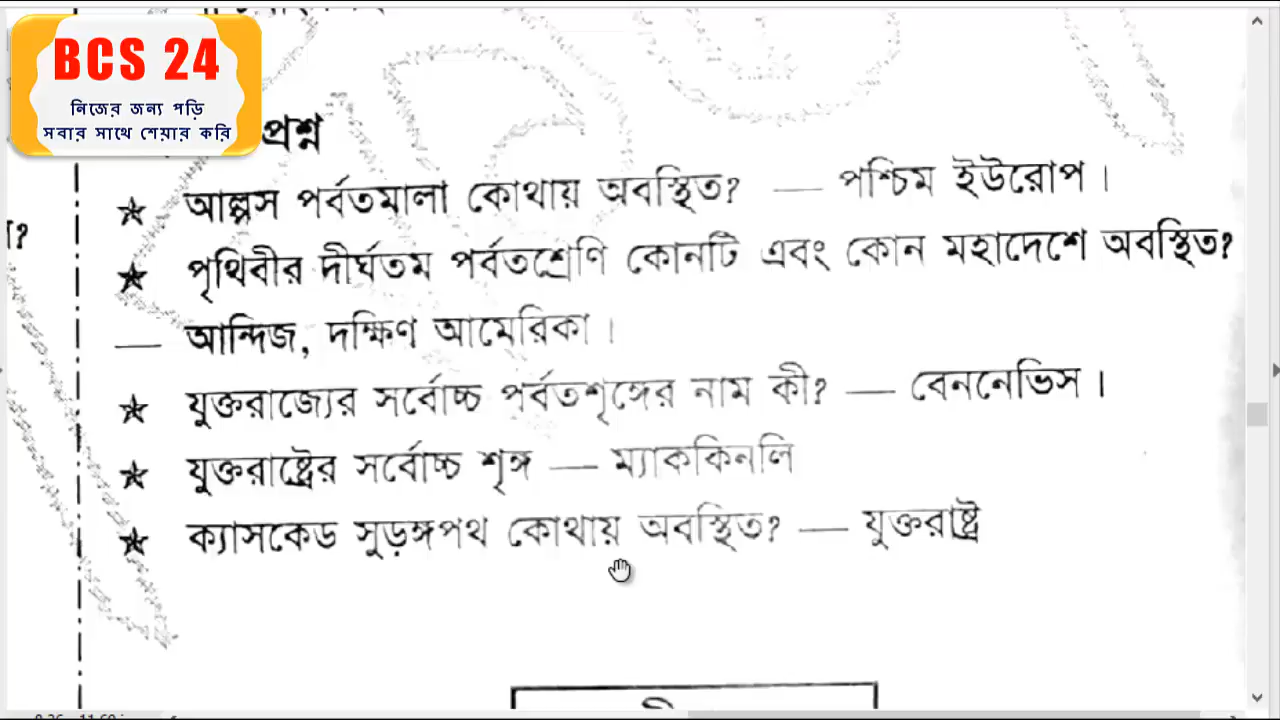 BCS 24
নিজের জন্য পড়ি
সবার সাথে শেয়ার করি
প্রশ্ন
★ আল্পস পর্বতমালা কোথায় অবস্থিত? — পশ্চিম ইউরোপ।
★ পৃথিবীর দীর্ঘতম পর্বতশ্রেণি কোনটি এবং কোন মহাদেশে অবস্থিত?
— আন্দিজ, দক্ষিণ আমেরিকা।
★ যুক্তরাজ্যের সর্বোচ্চ পর্বতশৃঙ্গের নাম কী? — বেননেভিস।
★ যুক্তরাষ্ট্রের সর্বোচ্চ শৃঙ্গ — ম্যাককিনলি
★ ক্যাসকেড সুড়ঙ্গপথ কোথায় অবস্থিত? — যুক্তরাষ্ট্রে